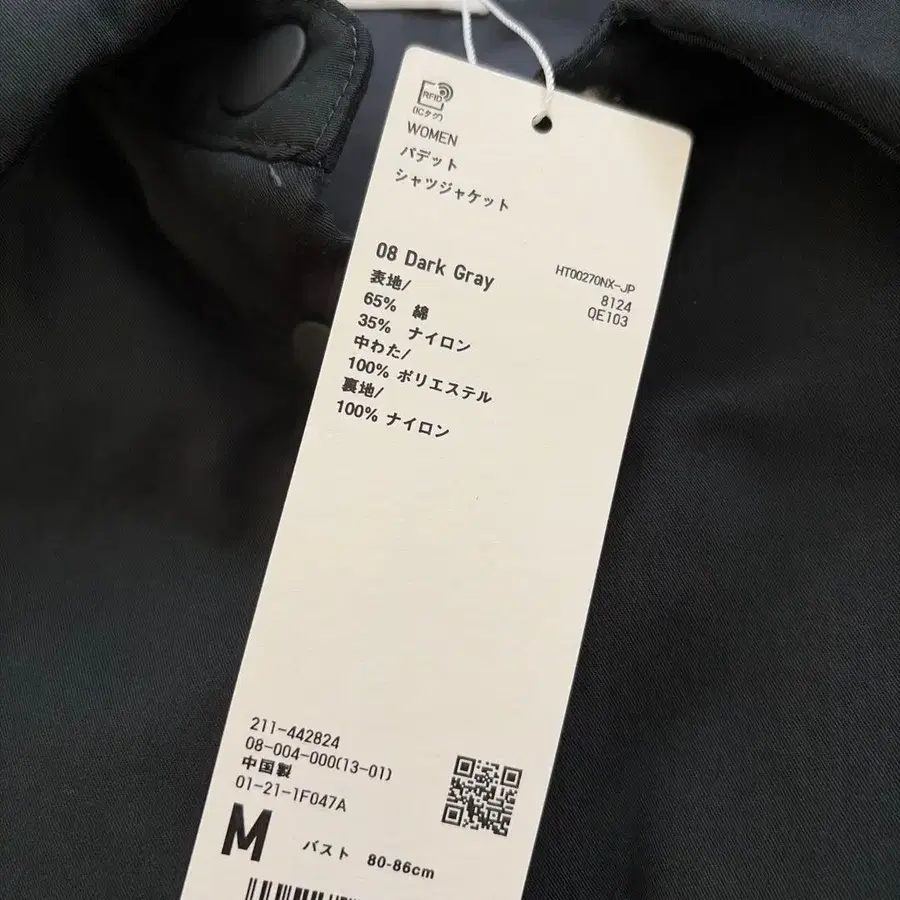 RFID
(ICタグ)
WOMEN
パデット
シャツジャケット
08 Dark Gray
HT00270NX-JP
8124
QE103
表地/
65% 綿
35% ナイロン
中わた/
100% ポリエステル
裏地/
100% ナイロン
211-442824
08-004-000(13-01)
中国製
01-21-1F047A
M バスト 80-86cm